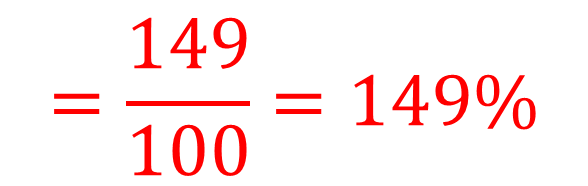 = 149/100 = 149%